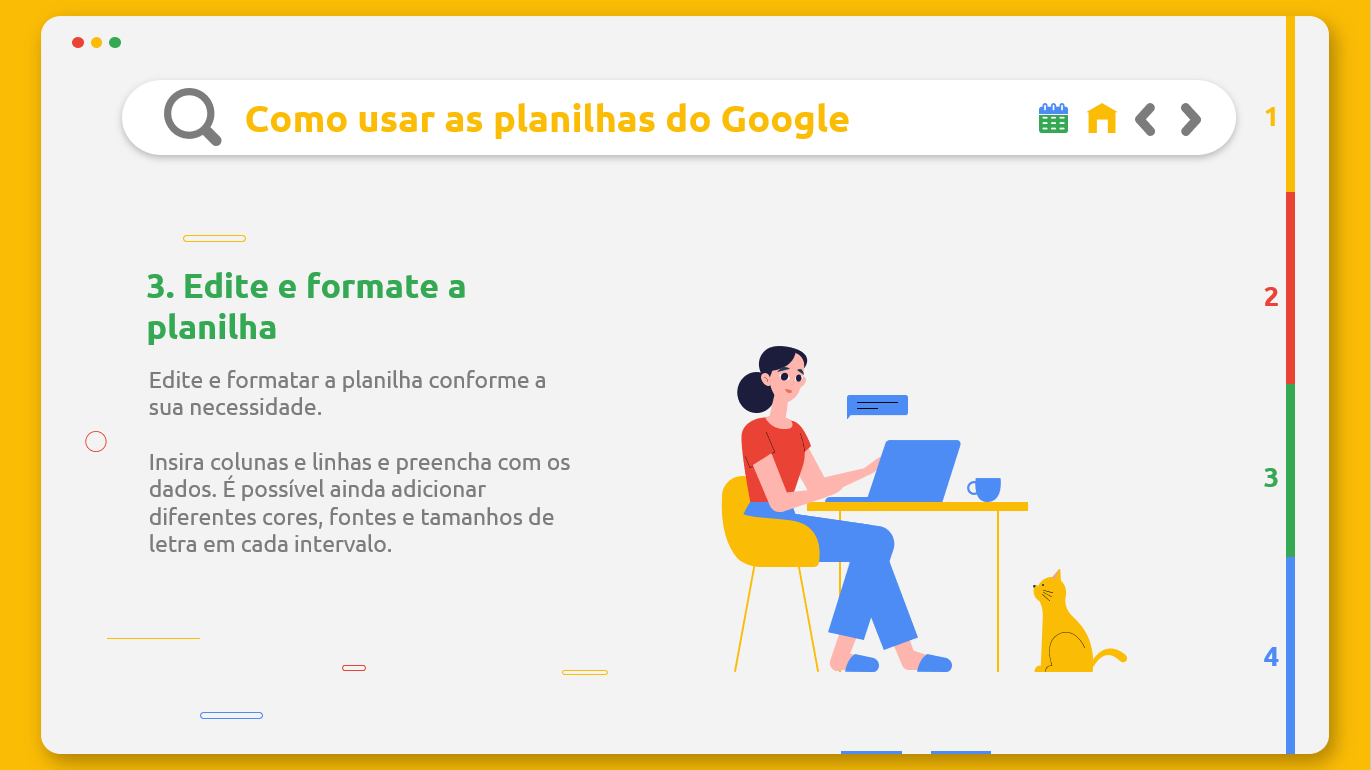 Como usar as planilhas do Google
1
3. Edite e formate a
planilha
2
Edite e formatar a planilha conforme a
sua necessidade.
Insira colunas e linhas e preencha com os
dados. É possível ainda adicionar
diferentes cores, fontes e tamanhos de
letra em cada intervalo.
3
4